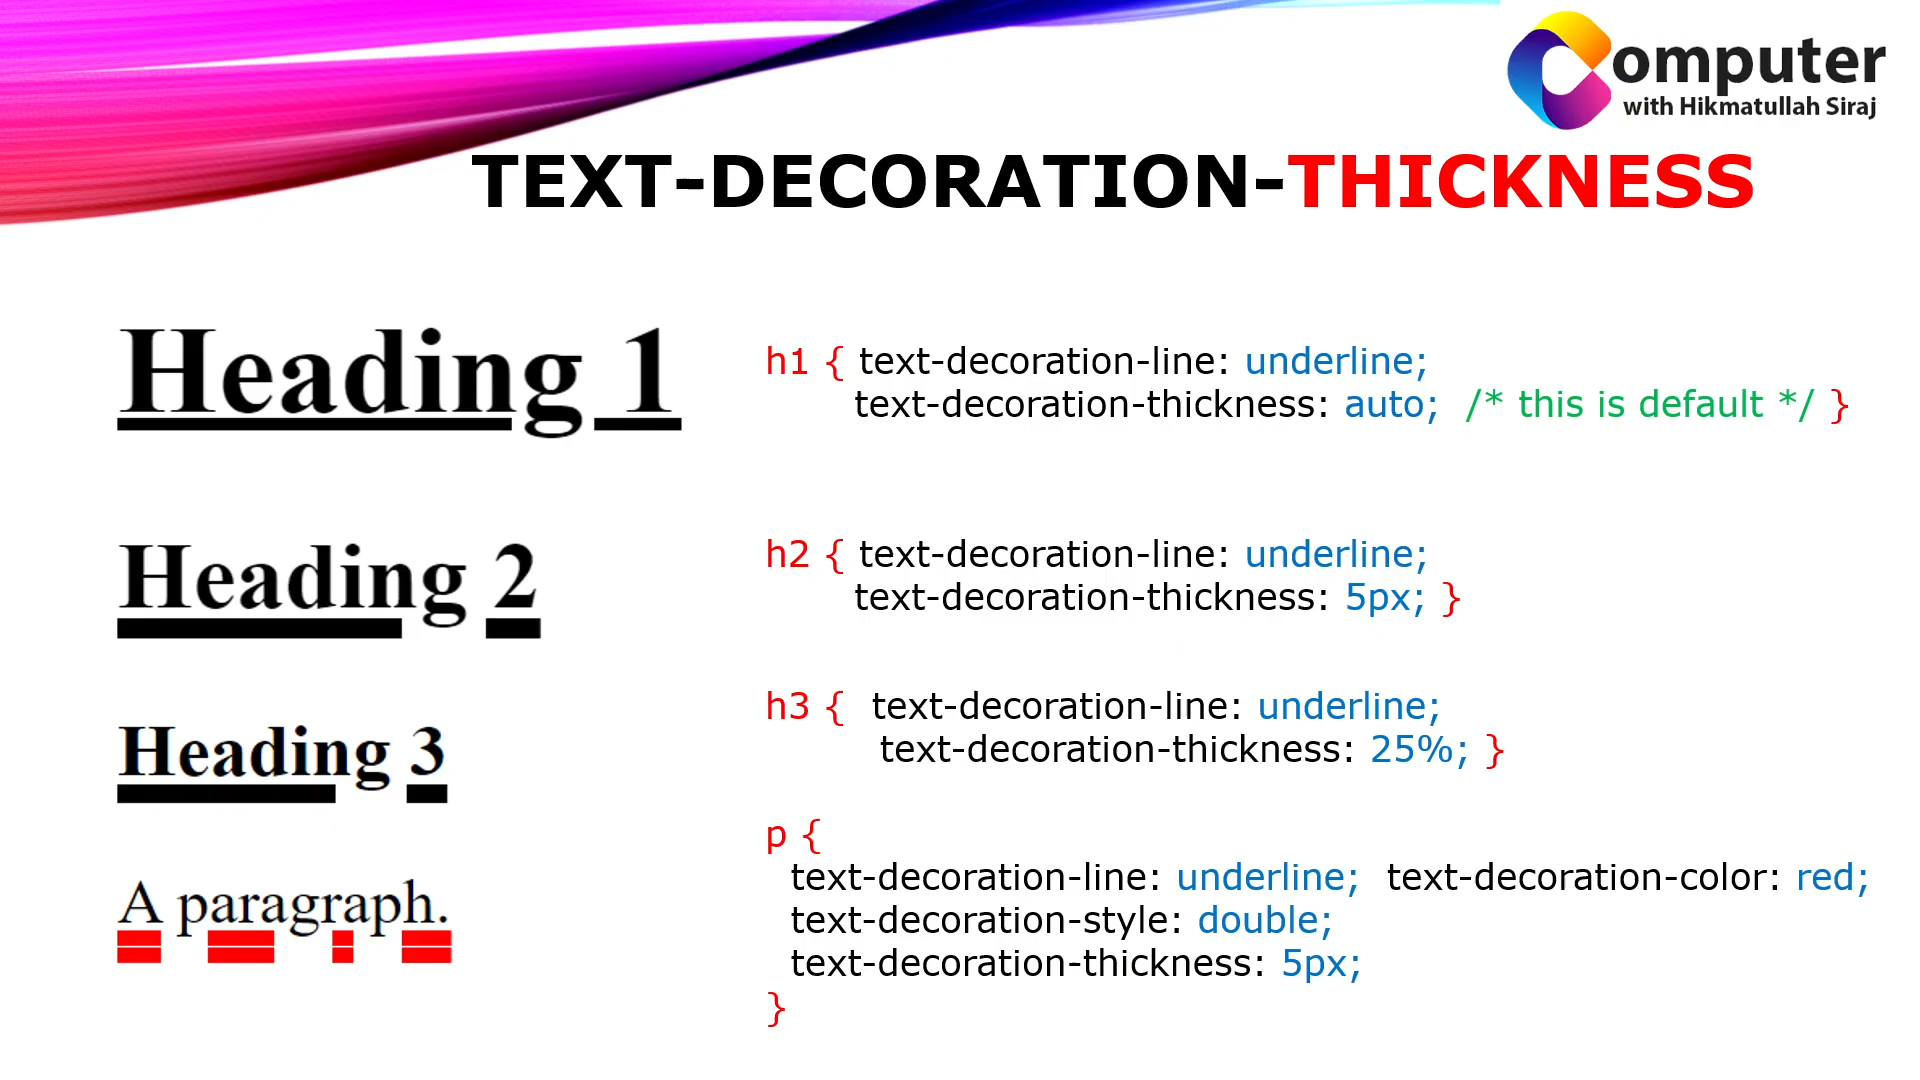 Computer
with Hikmatullah Siraj
TEXT-DECORATION-THICKNESS
Heading 1
h1 { text-decoration-line: underline;
text-decoration-thickness: auto; /* this is default */ }
Heading 2
h2 { text-decoration-line: underline;
text-decoration-thickness: 5px; }
Heading 3
h3 { text-decoration-line: underline;
text-decoration-thickness: 25%; }
A paragraph.
p {
text-decoration-line: underline; text-decoration-color: red;
text-decoration-style: double;
text-decoration-thickness: 5px;
}